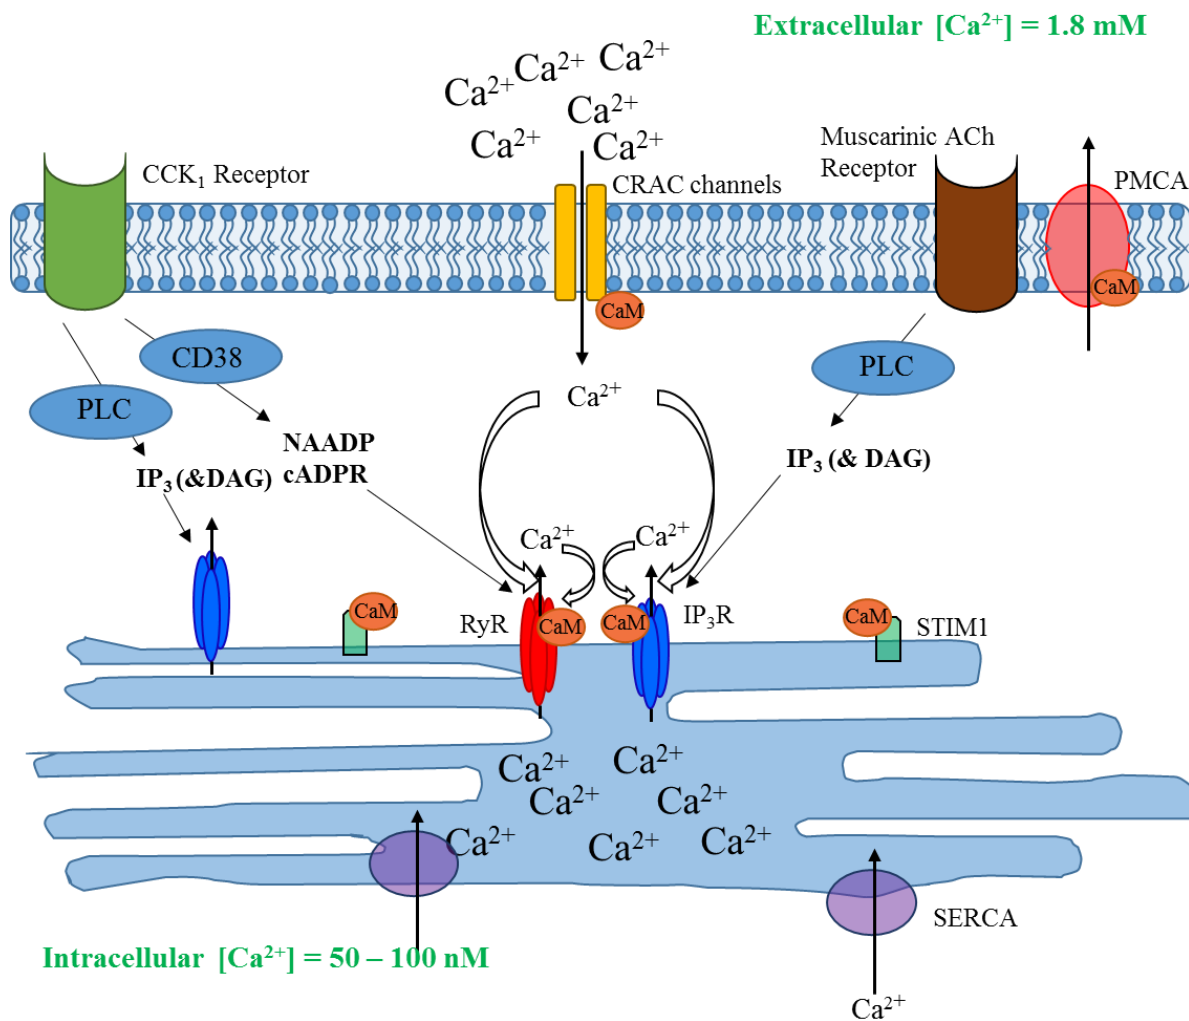 Extracellular [Ca²⁺] = 1.8 mM
Ca²⁺ Ca²⁺ Ca²⁺
Ca²⁺
Ca²⁺ Ca²⁺
CCK₁ Receptor
CRAC channels
Muscarinic ACh
Receptor
PMCA
CaM
CaM
CD38
PLC
PLC
Ca²⁺
NAADP
cADPR
IP₃ (&DAG)
IP₃ (& DAG)
Ca²⁺ Ca²⁺
CaM
RyR
CaM
CaM
IP₃R
CaM
STIM1
Ca²⁺ Ca²⁺
Ca²⁺ Ca²⁺
Ca²⁺ Ca²⁺ Ca²⁺
SERCA
Intracellular [Ca²⁺] = 50 – 100 nM
Ca²⁺